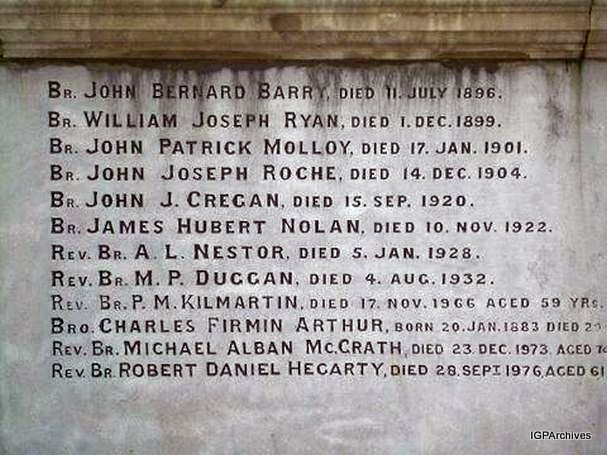 Br. John Bernard Barry, died 11. July 1896.
Br. William Joseph Ryan, died 1. Dec. 1899.
Br. John Patrick Molloy, died 17. Jan. 1901.
Br. John Joseph Roche, died 14. Dec. 1904.
Br. John J. Cregan, died 15. Sep. 1920.
Br. James Hubert Nolan, died 10. Nov. 1922.
Rev. Br. A. L. Nestor, died 5. Jan. 1928.
Rev. Br. M. P. Duggan, died 4. Aug. 1932.
Rev. Br. P. M. Kilmartin, died 17. Nov. 1966 aged 59 yrs.
Bro. Charles Firmin Arthur, born 20. Jan. 1883 died
Rev. Br. Michael Alban McGrath, died 23. Dec. 1973. aged
Rev. Br. Robert Daniel Hegarty, died 28. Sept 1976, aged 61
IGPArchives